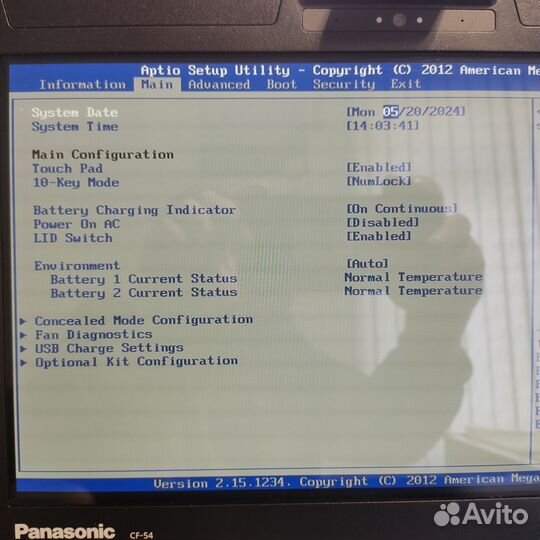 Aptio Setup Utility - Copyright (C) 2012 American Me
Information Main Advanced Boot Security Exit
System Date [Mon 05/20/2024]
System Time [14:03:41]
Main Configuration
Touch Pad [Enabled]
10-Key Mode [NumLock]
Battery Charging Indicator [On Continuous]
Power On AC [Disabled]
LID Switch [Enabled]
Environment [Auto]
Battery 1 Current Status Normal Temperature
Battery 2 Current Status Normal Temperature
▶ Concealed Mode Configuration
▶ Fan Diagnostics
▶ USB Charge Settings
▶ Optional Kit Configuration
Version 2.15.1234. Copyright (C) 2012 American Mega
Panasonic CF-54
Avito